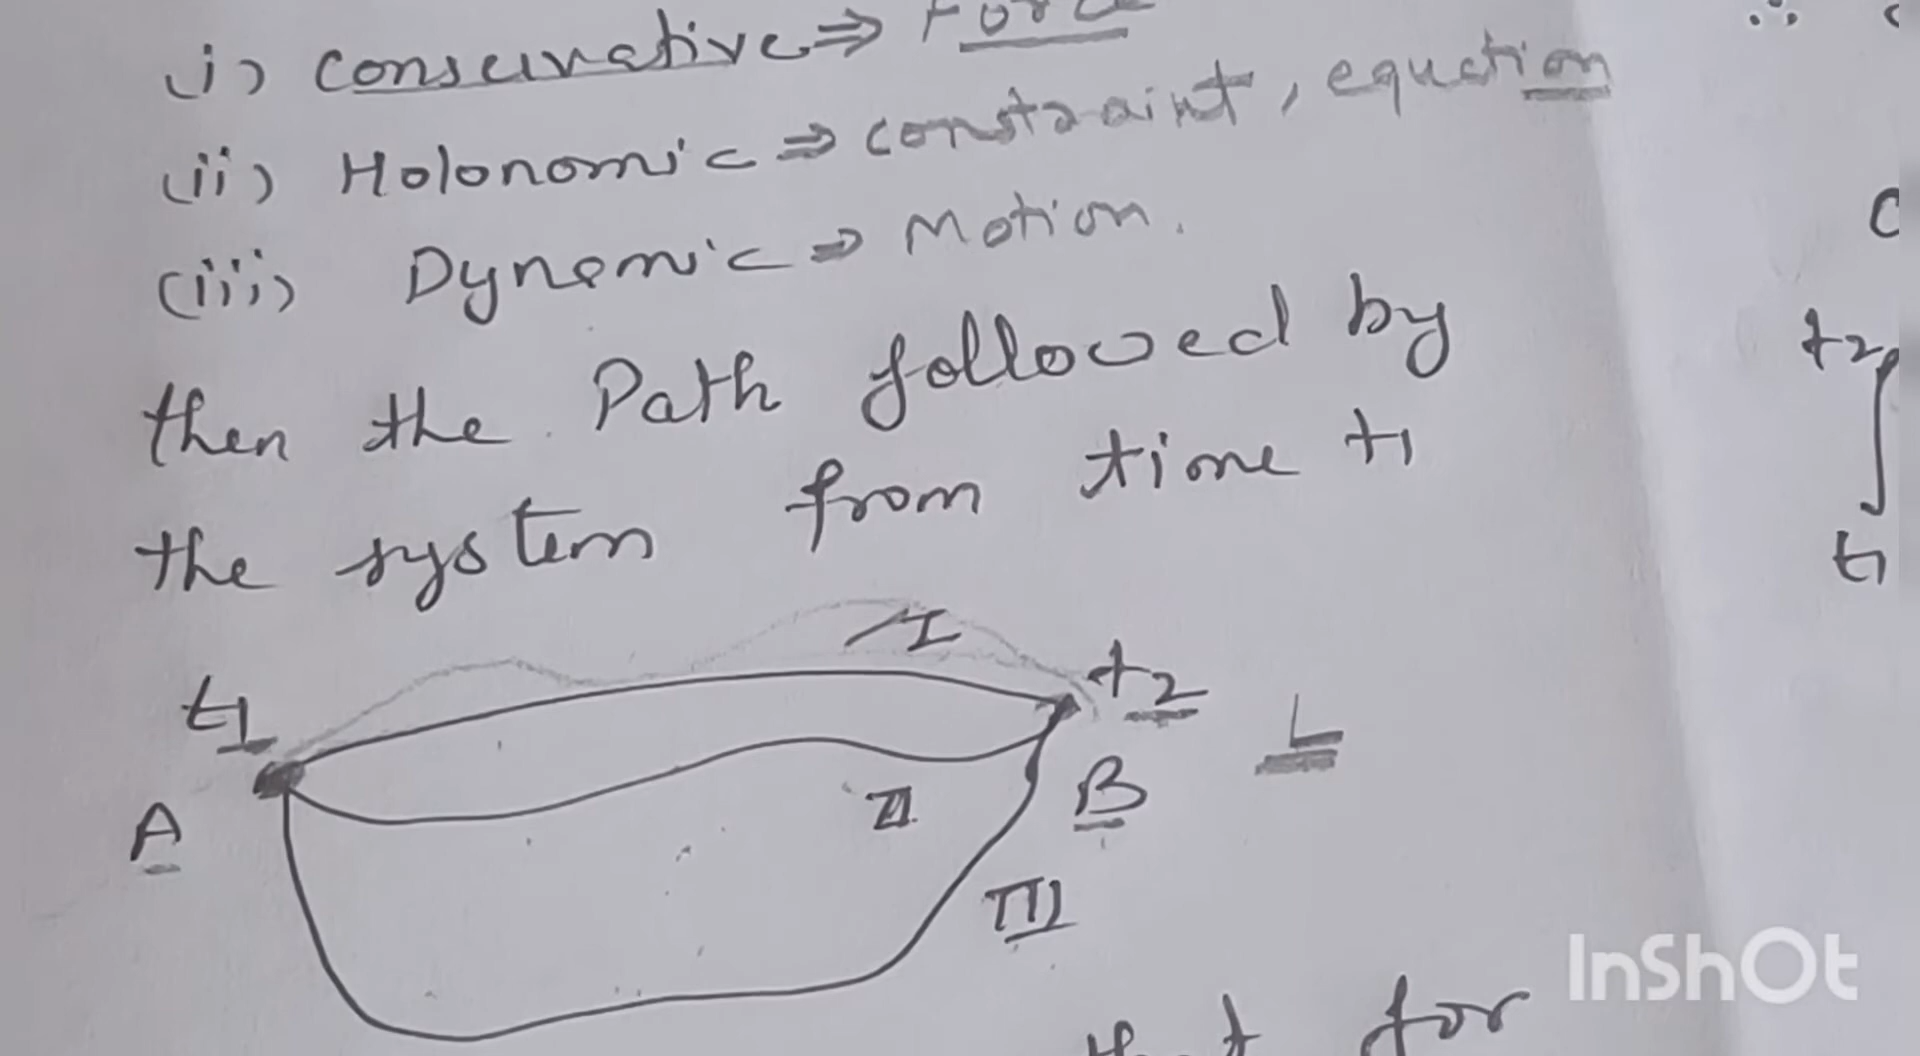 (i) Conservative ⇒ Force
(ii) Holonomic ⇒ constraint, equation
(iii) Dynamic ⇒ Motion.
then the Path followed by
the system from time t1
I
t1
t2
L
A
B
II
III
that for
t2
∫
t1
InShOt